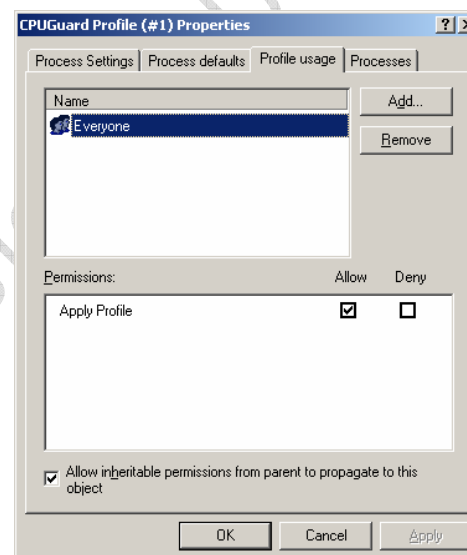 CPUGuard Profile (#1) Properties
Process Settings Process defaults Profile usage Processes
Name
Add...
Everyone
Remove
Permissions: Allow Deny
Apply Profile
Allow inheritable permissions from parent to propagate to this
object
OK Cancel Apply